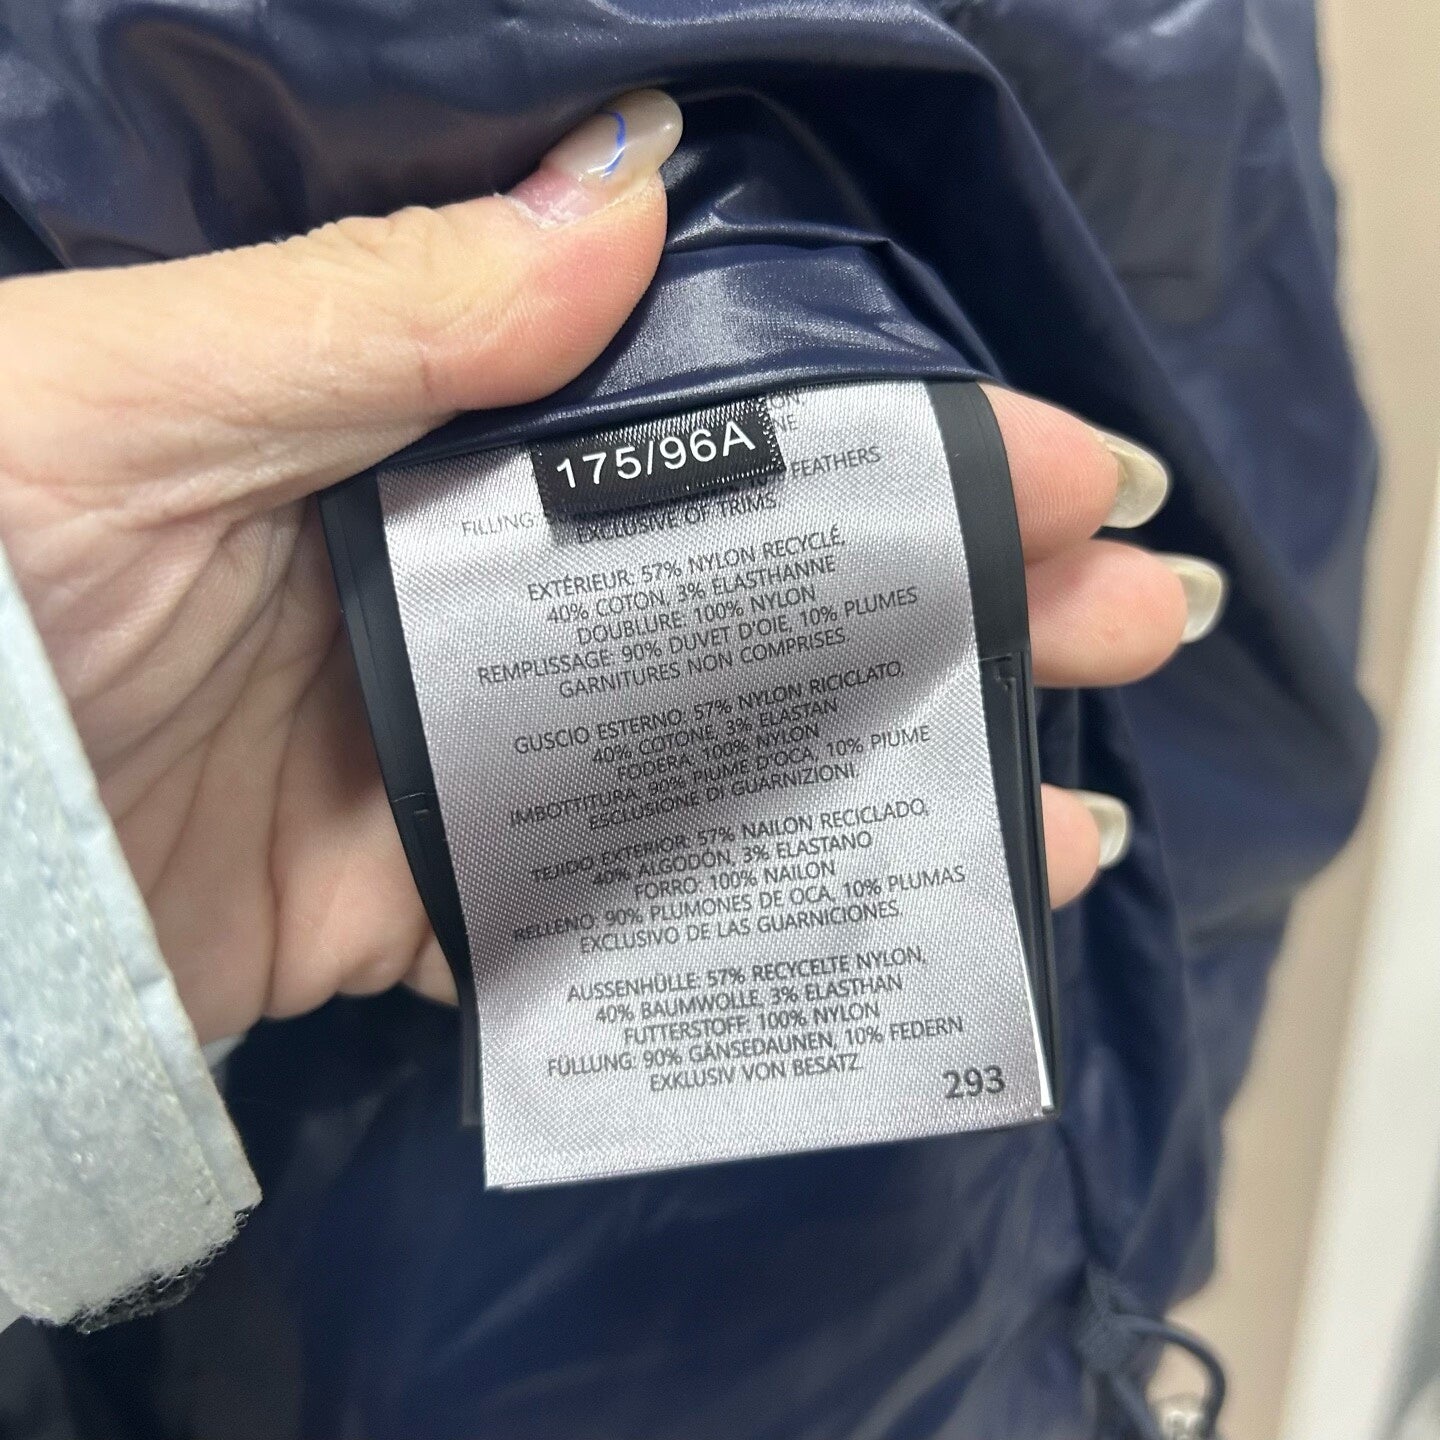 175/96A
FEATHERS
FILLING
EXCLUSIVE OF TRIMS
EXTÉRIEUR: 57% NYLON RECYCLÉ,
40% COTON, 3% ELASTHANNE
DOUBLURE: 100% NYLON
REMPLISSAGE: 90% DUVET D'OIE, 10% PLUMES
GARNITURES NON COMPRISES
GUSCIO ESTERNO: 57% NYLON RICICLATO,
40% COTONE, 3% ELASTAN
FODERA: 100% NYLON
IMBOTTITURA: 90% PIUME D'OCA, 10% PIUME
ESCLUSIONE DI GUARNIZIONI.
TEJIDO EXTERIOR: 57% NAILON RECICLADO,
40% ALGODÓN, 3% ELASTANO
FORRO: 100% NAILON
RELLENO: 90% PLUMONES DE OCA, 10% PLUMAS
EXCLUSIVO DE LAS GUARNICIONES.
AUSSENHÜLLE: 57% RECYCELTE NYLON,
40% BAUMWOLLE, 3% ELASTHAN
FUTTERSTOFF: 100% NYLON
FÜLLUNG: 90% GÄNSEDAUNEN, 10% FEDERN
EXKLUSIV VON BESATZ.
293